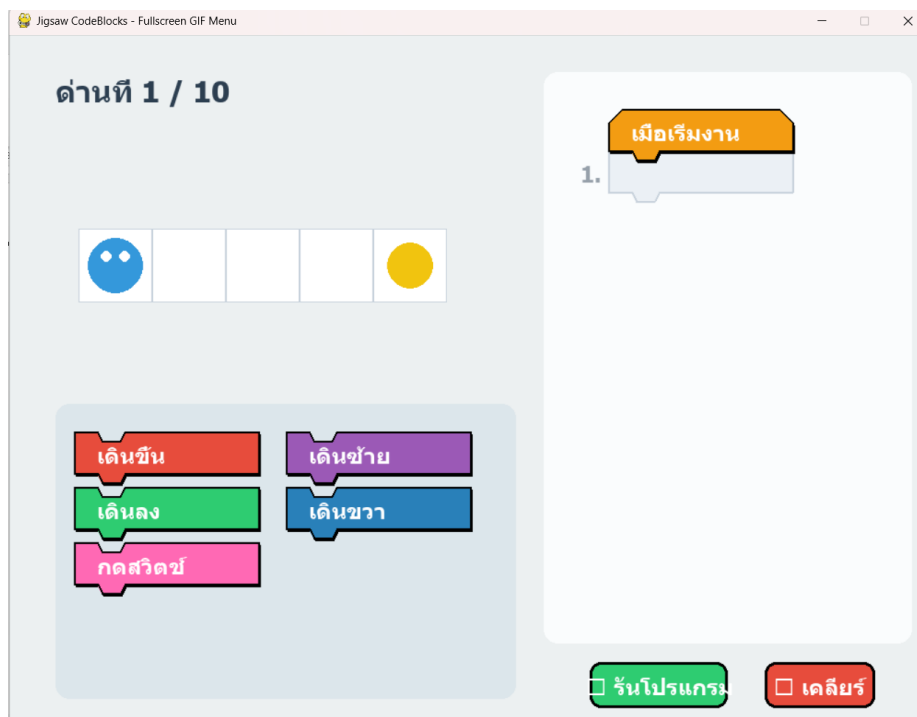 Jigsaw CodeBlocks - Fullscreen GIF Menu
ด่านที่ 1 / 10
เมื่อเริ่มงาน
1.
เดินขึ้น
เดินซ้าย
เดินลง
เดินขวา
กดสวิตซ์
รันโปรแกรม
เคลียร์